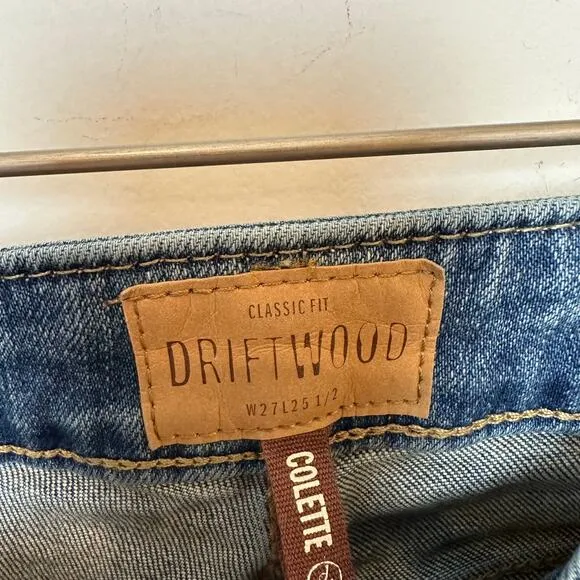 CLASSIC FIT
DRIFTWOOD
W27L25 1/2
COLETTE